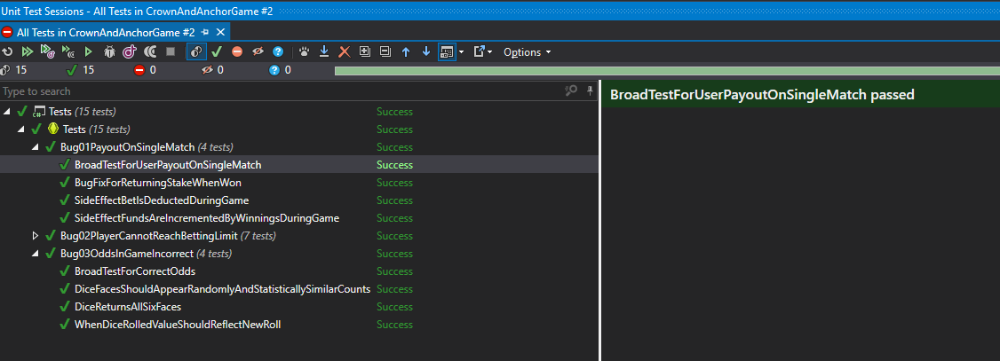 Unit Test Sessions - All Tests in CrownAndAnchorGame #2
All Tests in CrownAndAnchorGame #2
Options
15 15 0 0 0
Type to search
BroadTestForUserPayoutOnSingleMatch passed
Tests (15 tests) Success
Tests (15 tests) Success
Bug01PayoutOnSingleMatch (4 tests) Success
BroadTestForUserPayoutOnSingleMatch Success
BugFixForReturningStakeWhenWon Success
SideEffectBetIsDeductedDuringGame Success
SideEffectFundsAreIncrementedByWinningsDuringGame Success
Bug02PlayerCannotReachBettingLimit (7 tests) Success
Bug03OddsInGameIncorrect (4 tests) Success
BroadTestForCorrectOdds Success
DiceFacesShouldAppearRandomlyAndStatisticallySimilarCounts Success
DiceReturnsAllSixFaces Success
WhenDiceRolledValueShouldReflectNewRoll Success